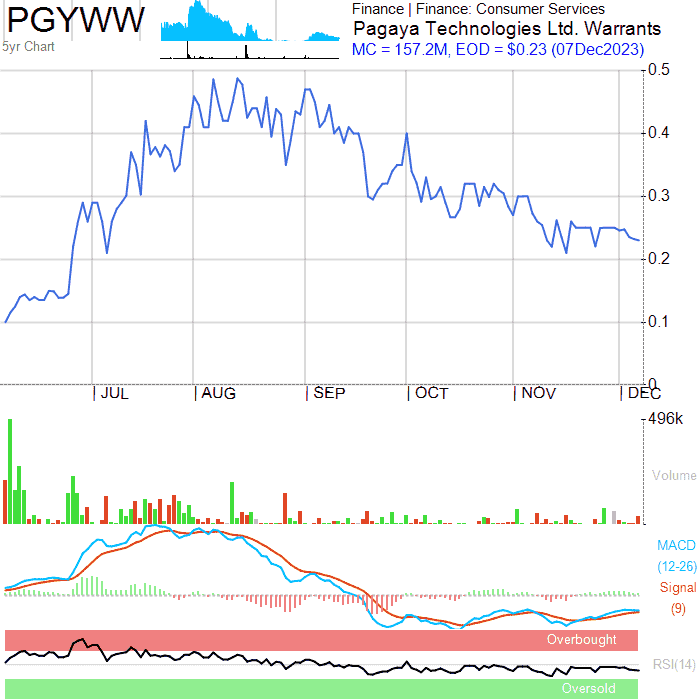 PGYWW
5yr Chart
Finance | Finance: Consumer Services
Pagaya Technologies Ltd. Warrants
MC = 157.2M, EOD = $0.23 (07Dec2023)
0.5
0.4
0.3
0.2
0.1
0
JUL AUG SEP OCT NOV DEC
496k
Volume
MACD
(12-26)
Signal
(9)
Overbought
RSI(14)
Oversold